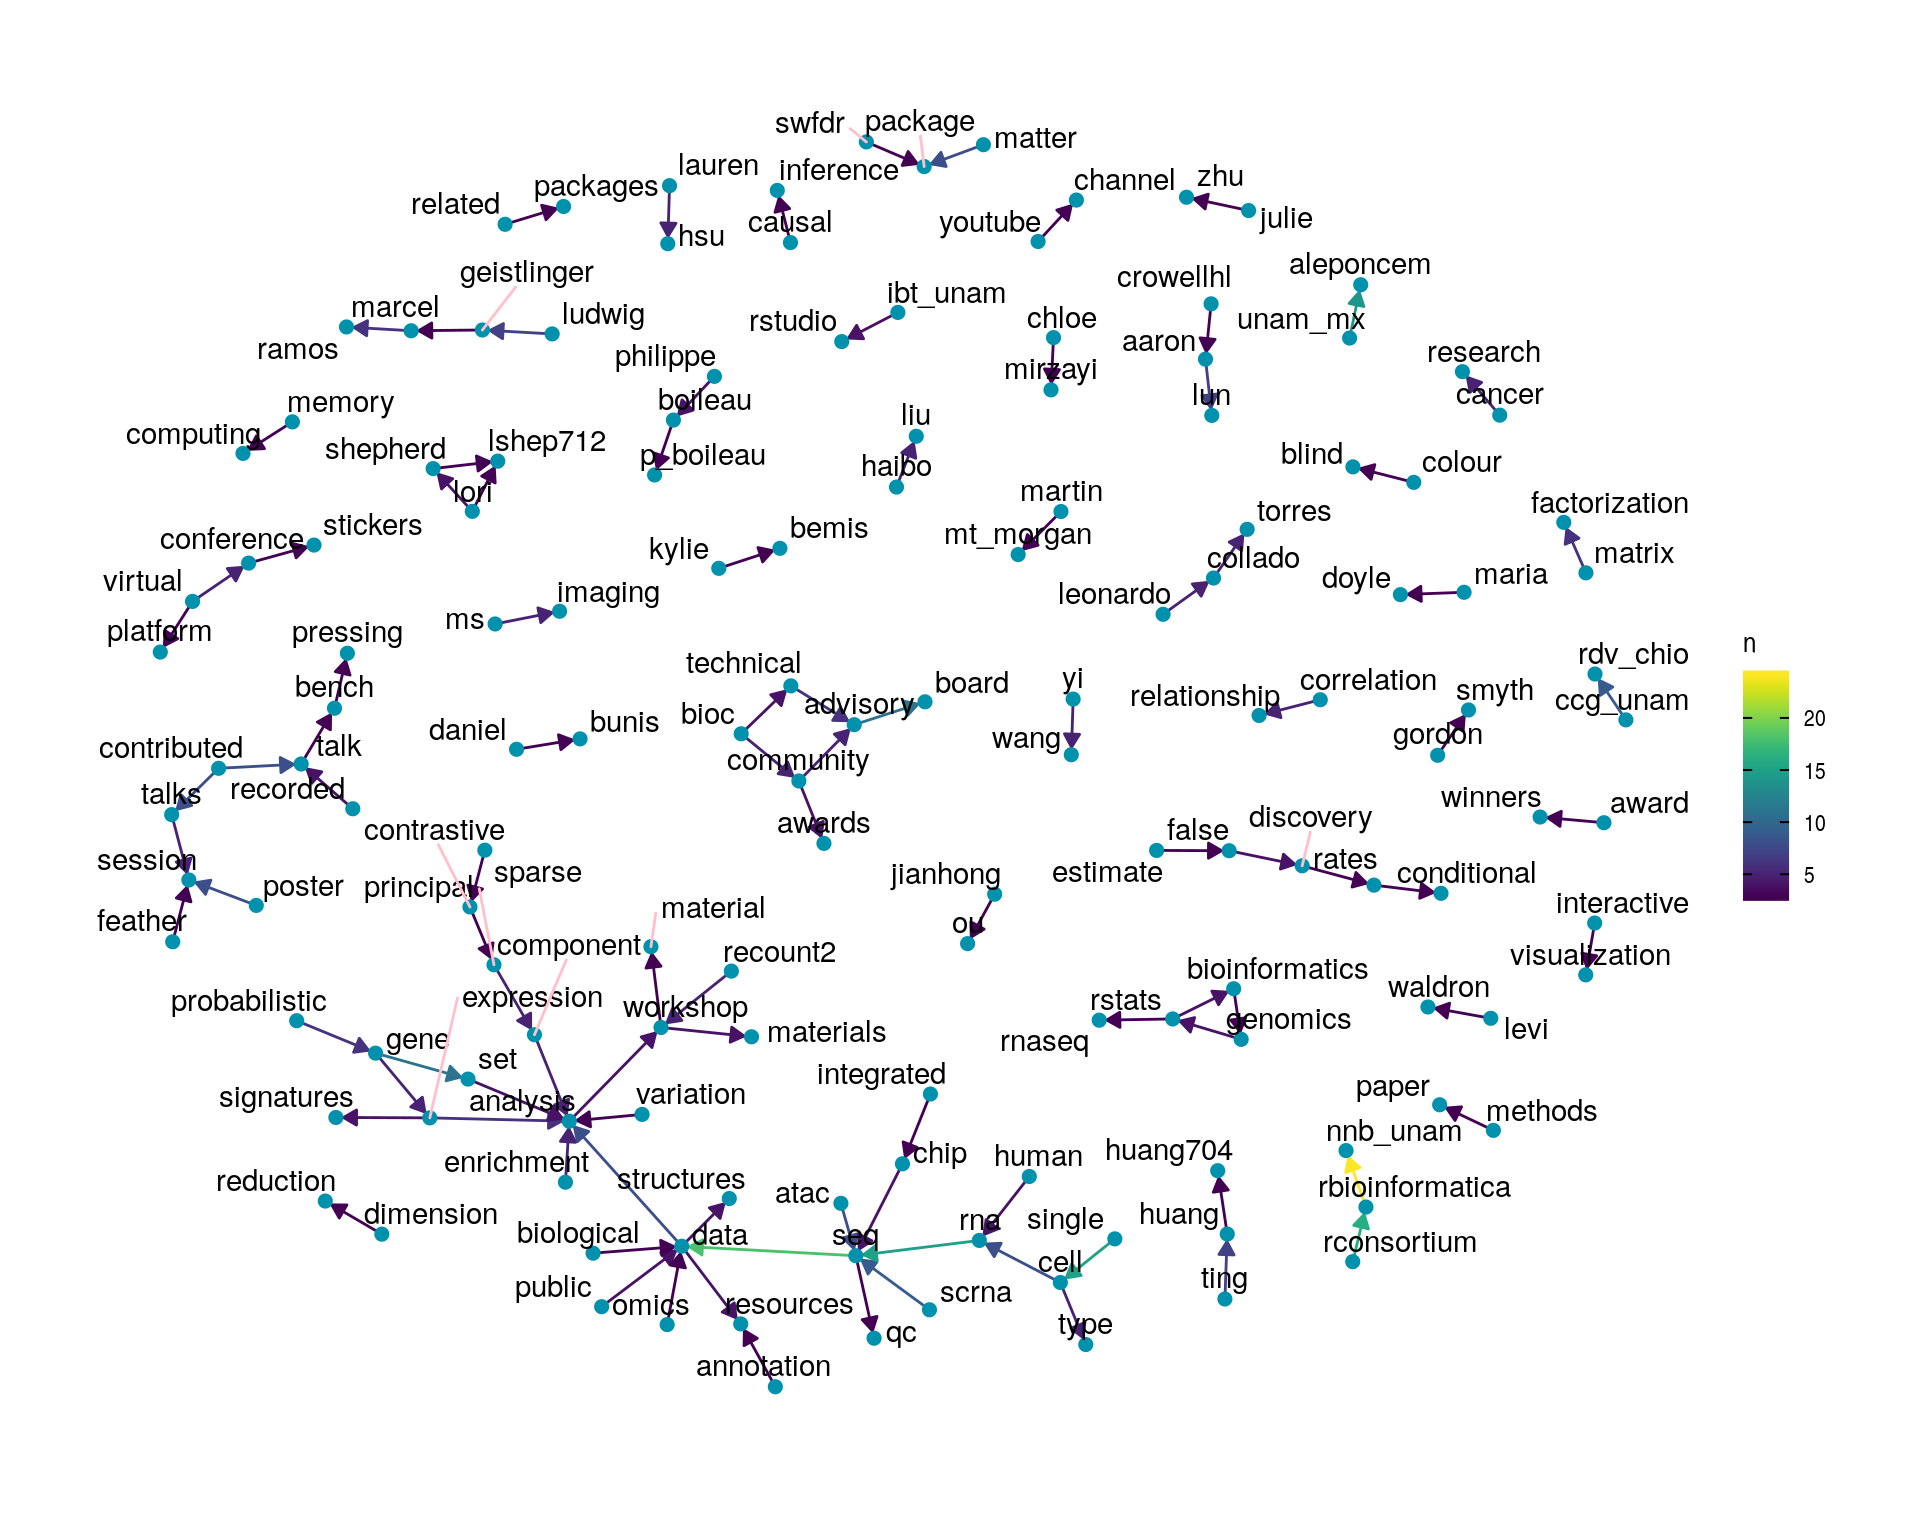 swfdr
package
matter
lauren
inference
related
packages
channel
zhu
hsu
causal
youtube
julie
geistlinger
aleponcem
crowellhl
marcel
ludwig
ibt_unam
rstudio
chloe
unam_mx
ramos
philippe
aaron
research
mirzayi
memory
boileau
liu
lun
cancer
computing
shepherd
lshep712
p_boileau
haibo
blind
colour
lori
martin
factorization
stickers
conference
bemis
mt_morgan
torres
kylie
collado
matrix
virtual
imaging
leonardo
doyle
maria
ms
platform
pressing
n
technical
rdv_chio
bench
board
yi
relationship
correlation
smyth
ccg_unam
bioc
advisory
20
daniel
bunis
wang
gordon
contributed
talk
community
15
talks
recorded
winners
award
contrastive
awards
false
discovery
10
session
principal
sparse
jianhong
estimate
rates
conditional
5
poster
feather
material
ou
interactive
component
recount2
visualization
probabilistic
expression
workshop
bioinformatics
rstats
waldron
gene
materials
genomics
rnaseq
levi
set
integrated
signatures
analysis
variation
paper
methods
enrichment
chip
human
huang704
nnb_unam
reduction
structures
atac
rbioinformatica
dimension
biological
data
seq
rna
single
huang
rconsortium
cell
public
omics
resources
scrna
ting
qc
type
annotation